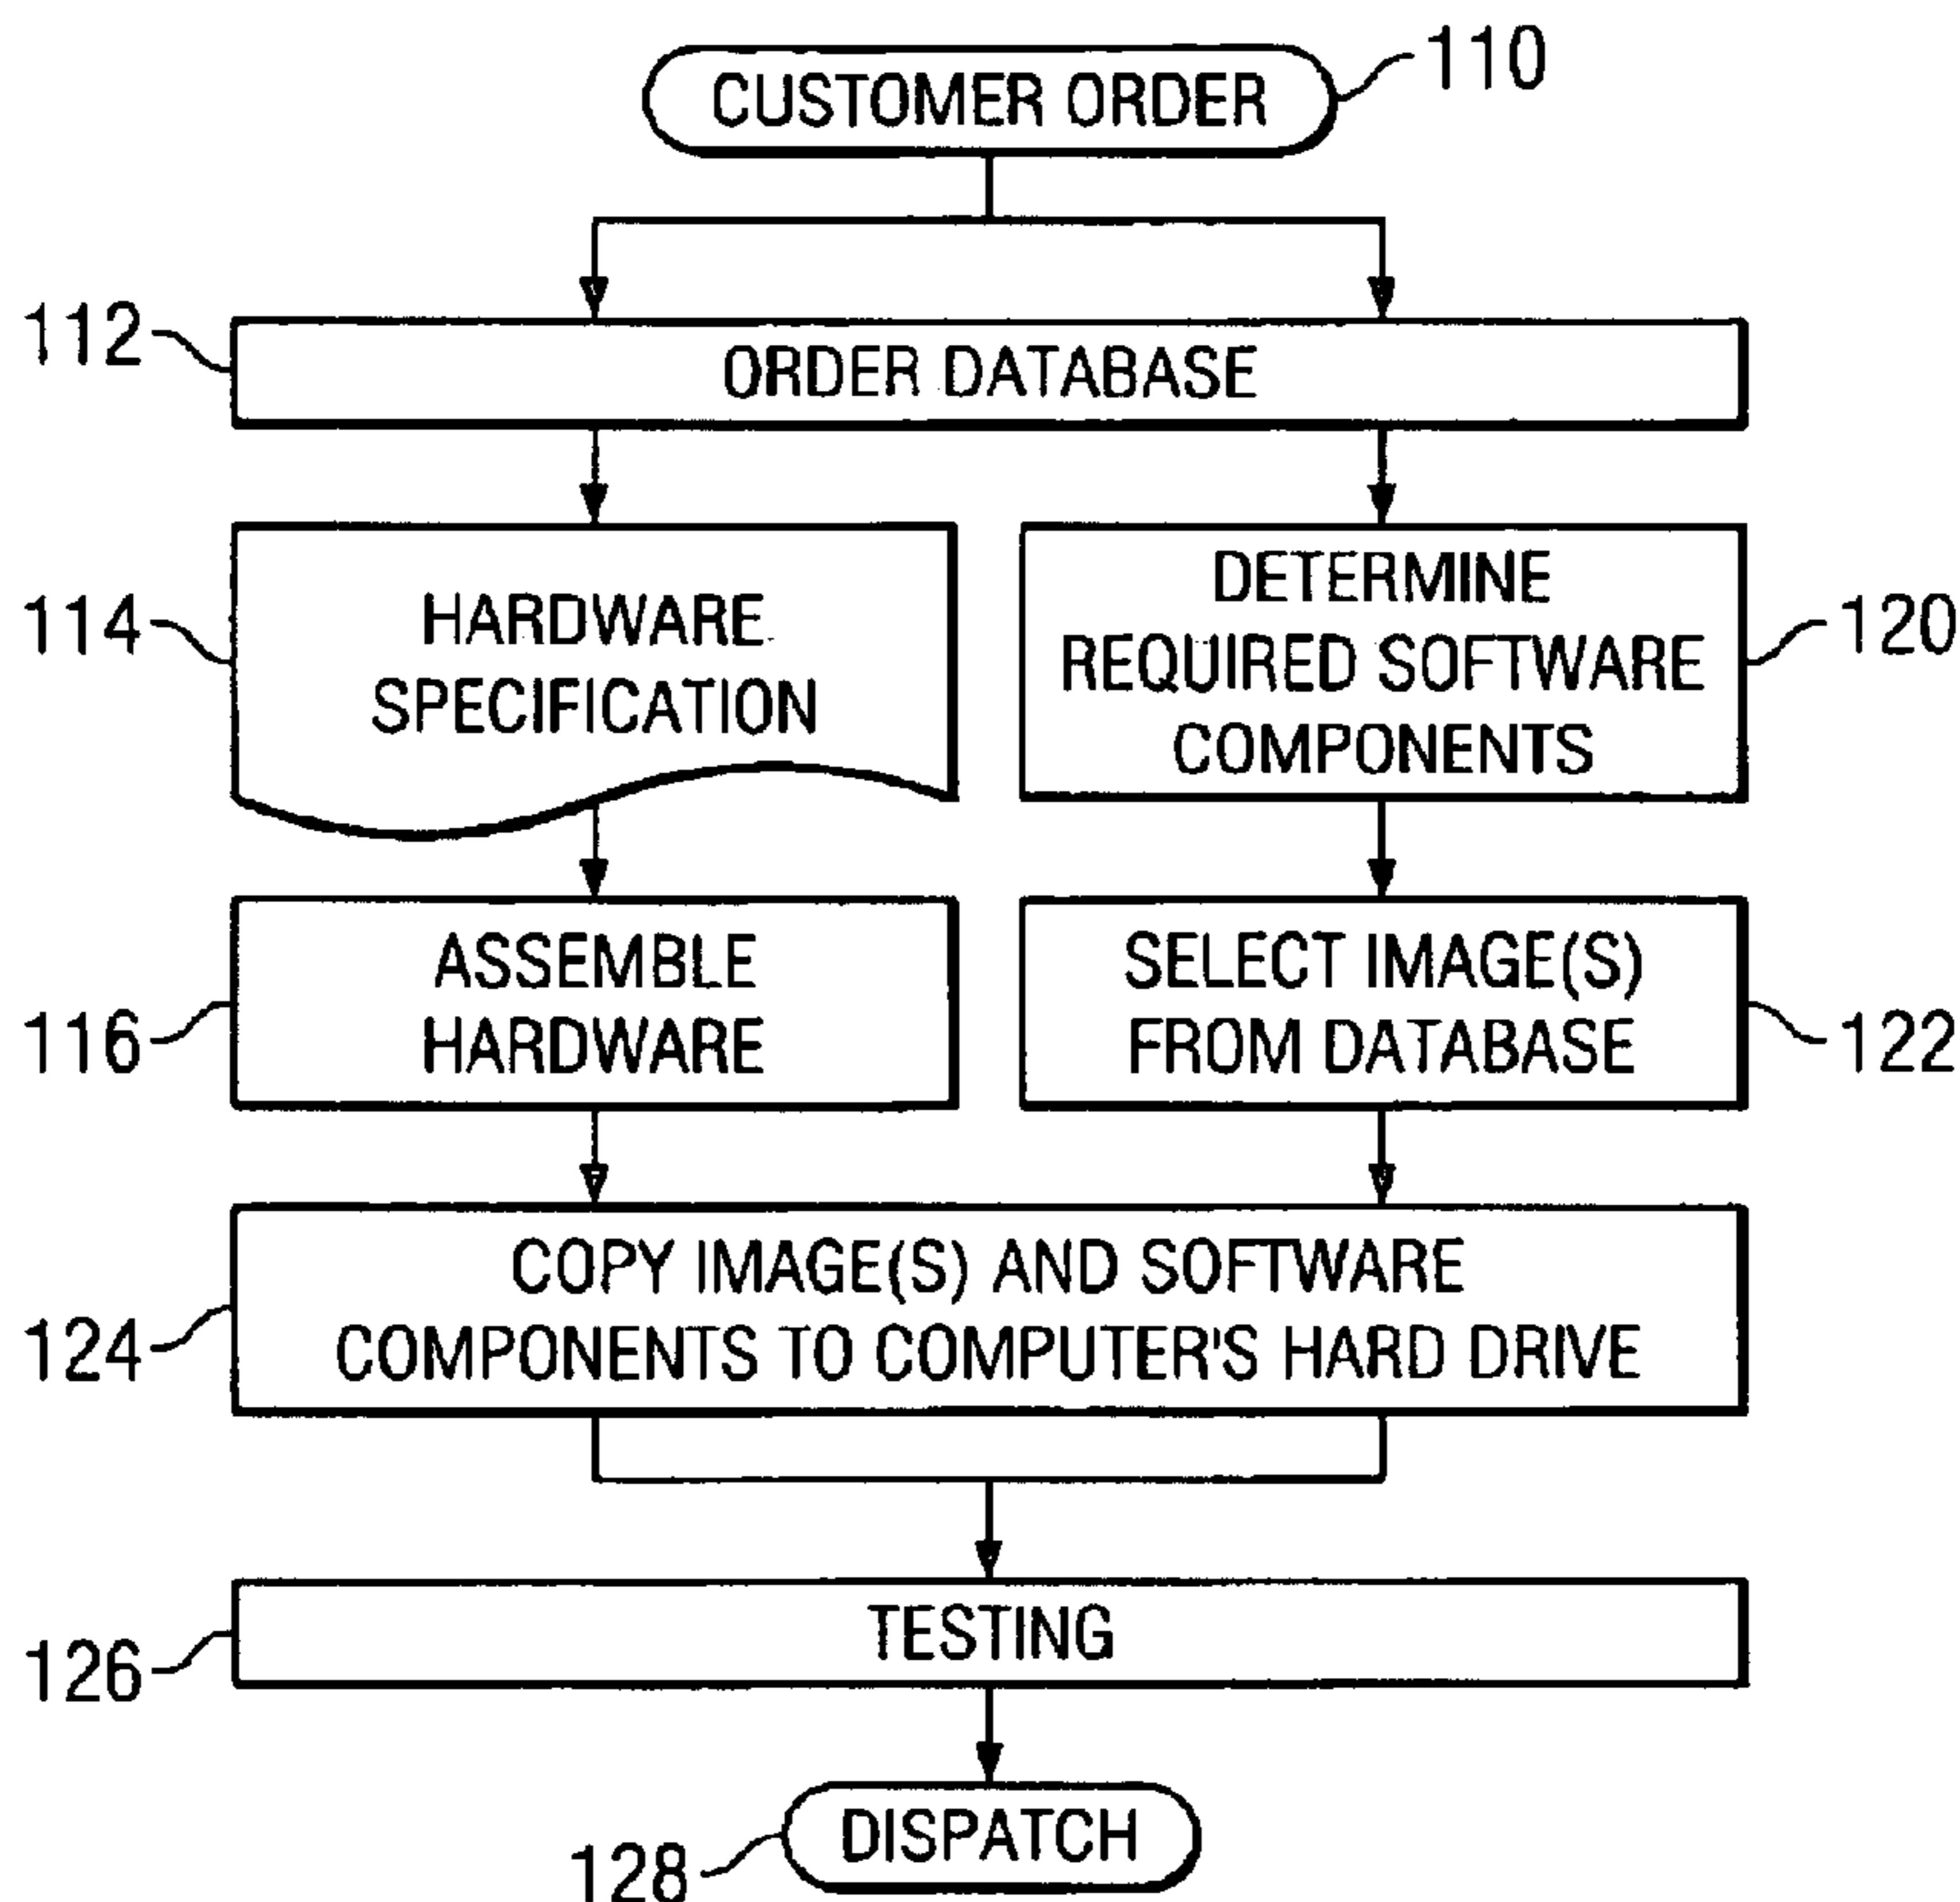 CUSTOMER ORDER
110
112
ORDER DATABASE
114
HARDWARE
SPECIFICATION
DETERMINE
REQUIRED SOFTWARE
COMPONENTS
120
116
ASSEMBLE
HARDWARE
SELECT IMAGE(S)
FROM DATABASE
122
124
COPY IMAGE(S) AND SOFTWARE
COMPONENTS TO COMPUTER'S HARD DRIVE
126
TESTING
128
DISPATCH